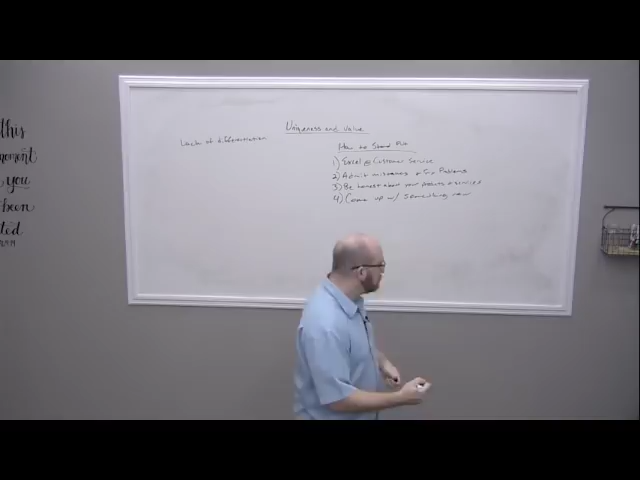 this
moment
you
been
Uniqueness and Value
Lack of differentiation
How to Stand Out
1) Excel @ Customer Service
2) Admit mistakes + Fix Problems
3) Be honest about your products + services
4) Come up w/ Something new